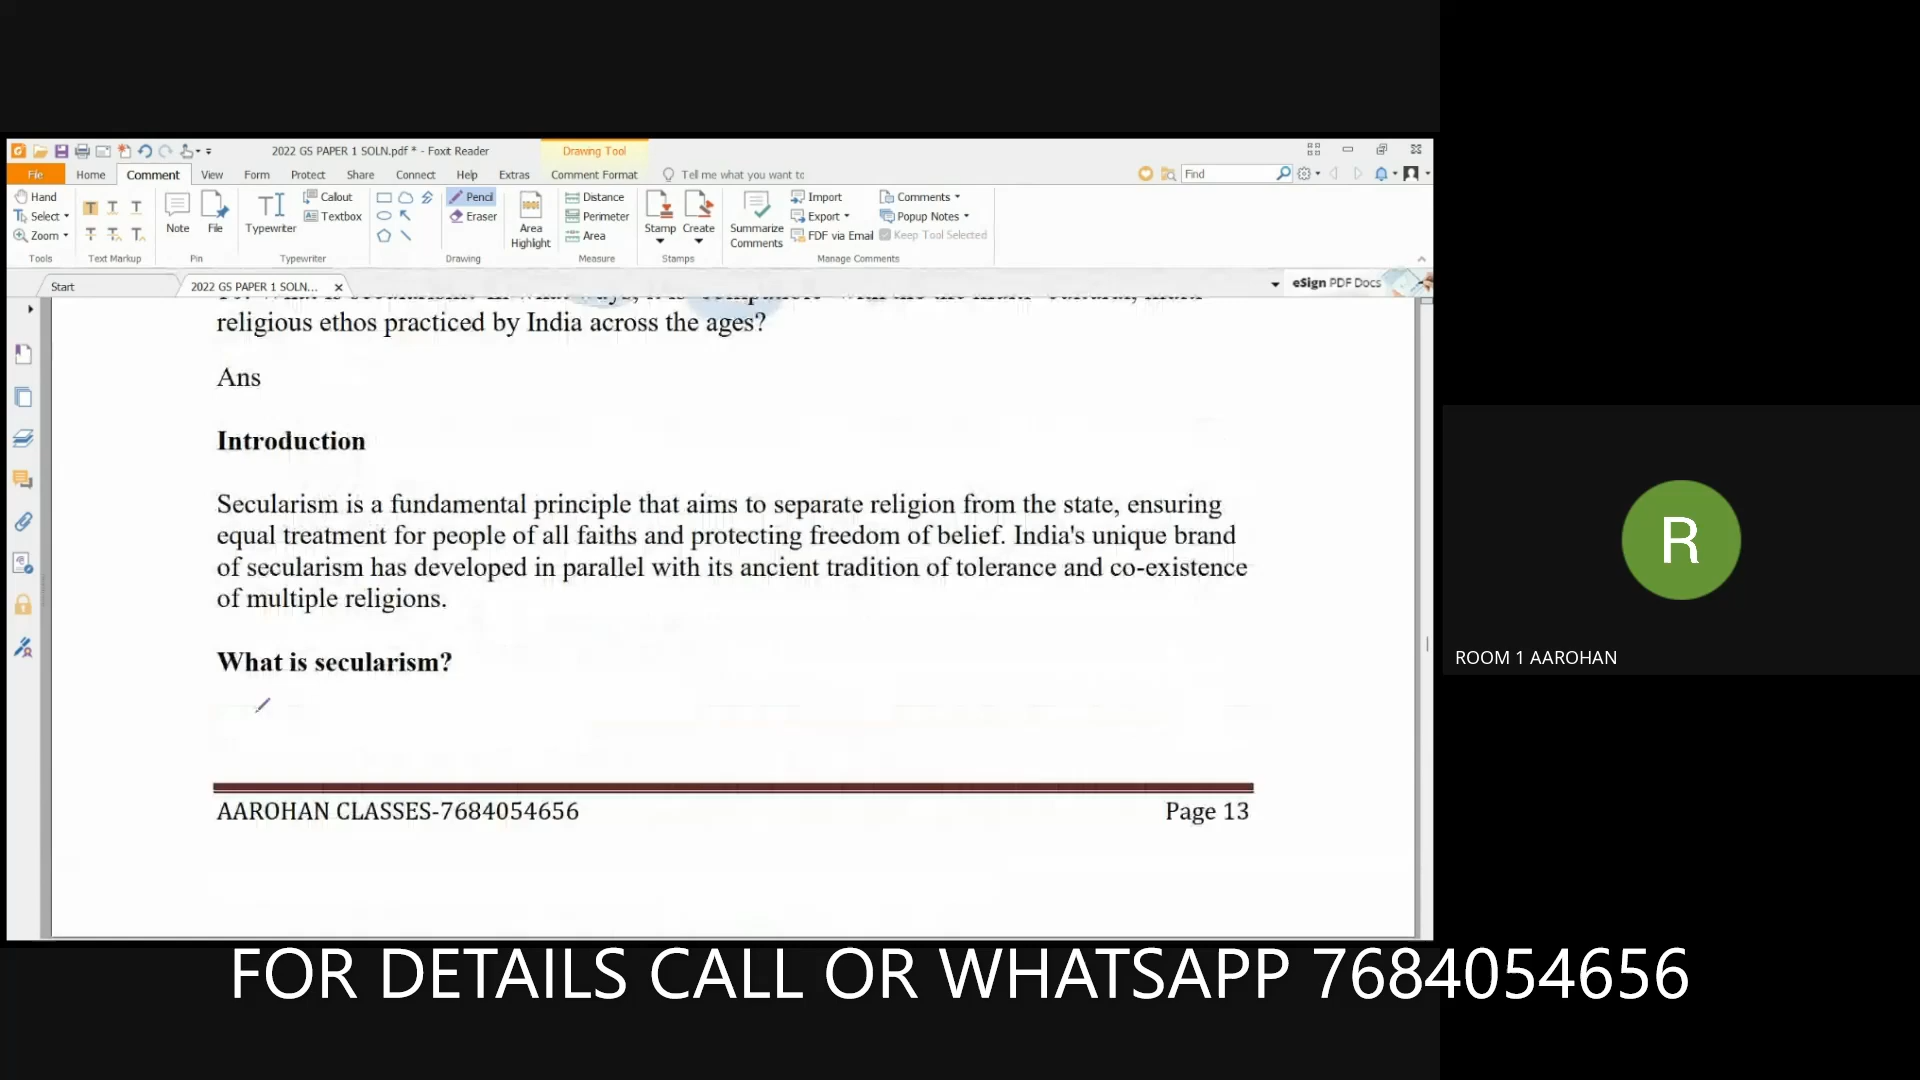 2022 GS PAPER 1 SOLN.pdf * - Foxit Reader
Drawing Tool
File
Home
Comment
View
Form
Protect
Share
Connect
Help
Extras
Comment Format
Tell me what you want to
Find
Hand
Select
Zoom
Tools
Text Markup
Note
File
Pin
Typewriter
Callout
Textbox
Typewriter
Pencil
Eraser
Drawing
Area
Highlight
Distance
Perimeter
Area
Measure
Stamp
Create
Stamps
Summarize
Comments
Import
Export
FDF via Email
Comments
Popup Notes
Keep Tool Selected
Manage Comments
Start
2022 GS PAPER 1 SOLN...
eSign PDF Docs
religious ethos practiced by India across the ages?
Ans
Introduction
Secularism is a fundamental principle that aims to separate religion from the state, ensuring
equal treatment for people of all faiths and protecting freedom of belief. India's unique brand
of secularism has developed in parallel with its ancient tradition of tolerance and co-existence
of multiple religions.
What is secularism?
AAROHAN CLASSES-7684054656
Page 13
R
ROOM 1 AAROHAN
FOR DETAILS CALL OR WHATSAPP 7684054656